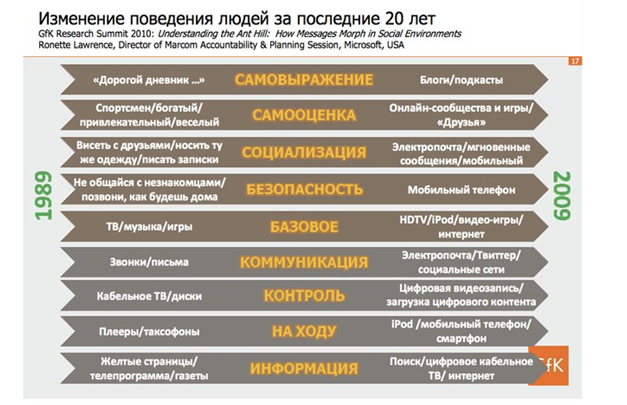 Изменение поведения людей за последние 20 лет
GfK Research Summit 2010: Understanding the Ant Hill: How Messages Morph in Social Environments
Ronette Lawrence, Director of Marcom Accountability & Planning Session, Microsoft, USA
17
1989
2009
«Дорогой дневник ...» САМОВЫРАЖЕНИЕ Блоги/подкасты
Спортсмен/богатый/
привлекательный/веселый
САМООЦЕНКА
Онлайн-сообщества и игры/
«Друзья»
Висеть с друзьями/носить ту
же одежду/писать записки
СОЦИАЛИЗАЦИЯ
Электропочта/мгновенные
сообщения/мобильный
Не общайся с незнакомцами/
позвони, как будешь дома
БЕЗОПАСНОСТЬ
Мобильный телефон
ТВ/музыка/игры
БАЗОВОЕ
HDTV/iPod/видео-игры/
интернет
Звонки/письма
КОММУНИКАЦИЯ
Электропочта/Твиттер/
социальные сети
Кабельное ТВ/диски
КОНТРОЛЬ
Цифровая видеозапись/
загрузка цифрового контента
Плееры/таксофоны
НА ХОДУ
iPod /мобильный телефон/
смартфон
Желтые страницы/
телепрограмма/газеты
ИНФОРМАЦИЯ
Поиск/цифровое кабельное
ТВ/ интернет
GfK